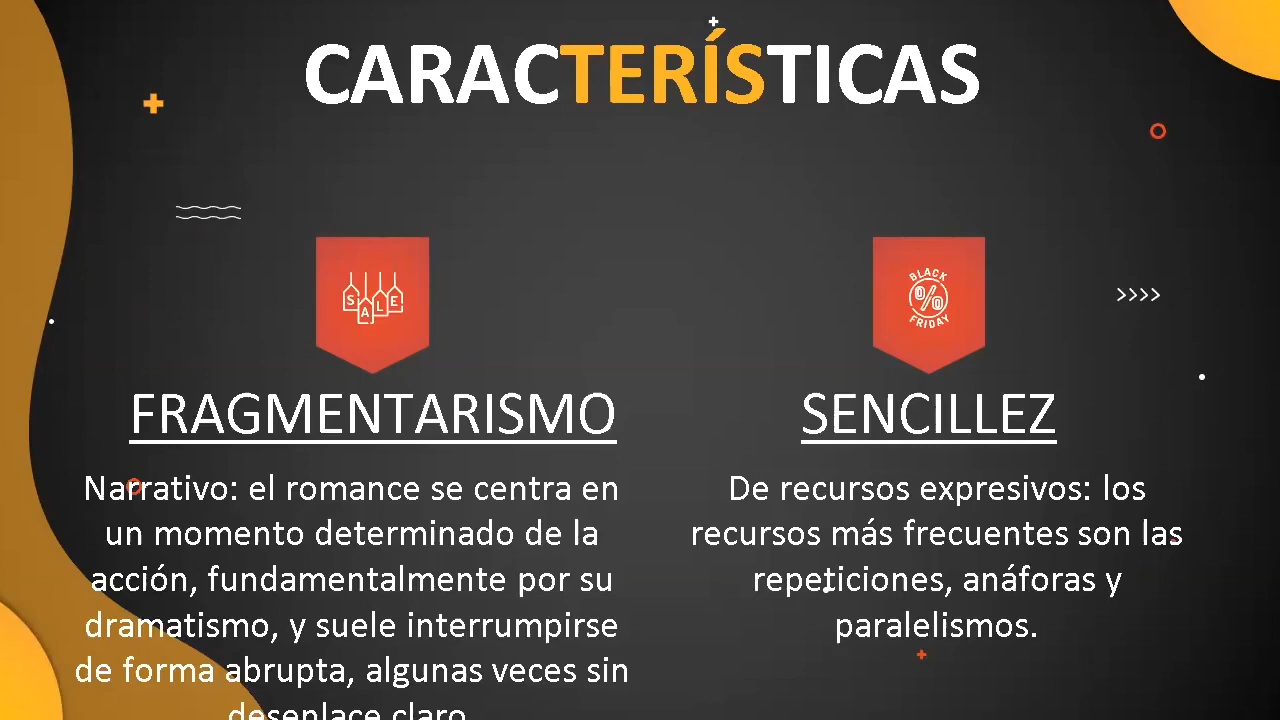 CARACTERÍSTICAS
SALE
BLACK
%
FRIDAY
FRAGMENTARISMO
Narrativo: el romance se centra en
un momento determinado de la
acción, fundamentalmente por su
dramatismo, y suele interrumpirse
de forma abrupta, algunas veces sin
desenlace claro
SENCILLEZ
De recursos expresivos: los
recursos más frecuentes son las
repeticiones, anáforas y
paralelismos.